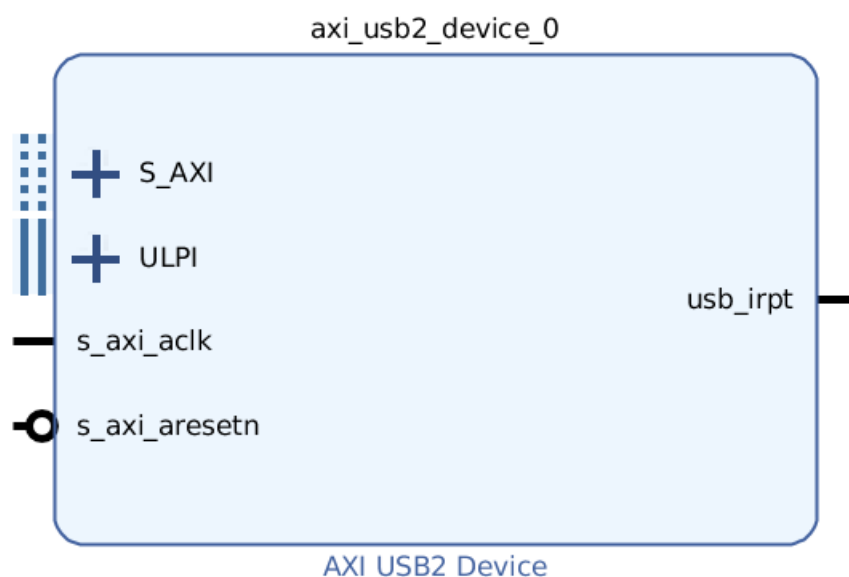 axi_usb2_device_0
S_AXI
ULPI
usb_irpt
s_axi_aclk
s_axi_aresetn
AXI USB2 Device